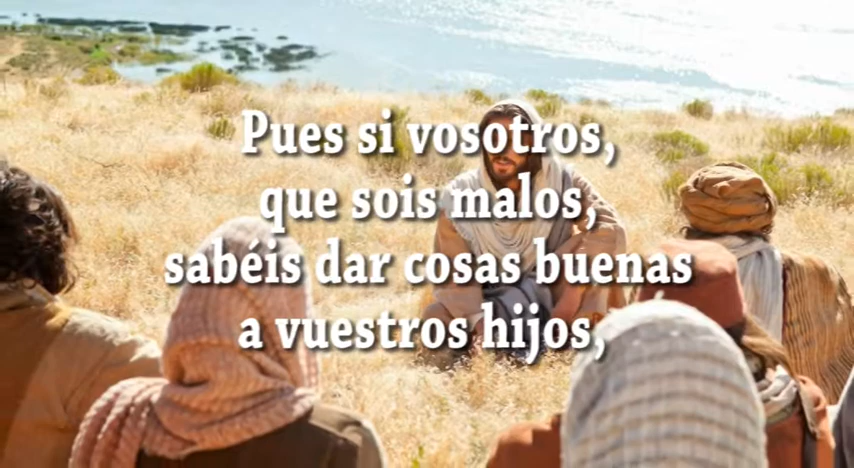 Pues si vosotros,
que sois malos,
sabéis dar cosas buenas
a vuestros hijos,